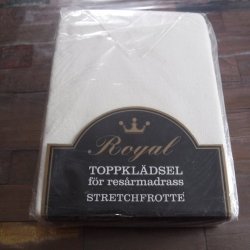 Royal
TOPPKLÄDSEL
för resårmadrass
STRETCHFROTTÉ